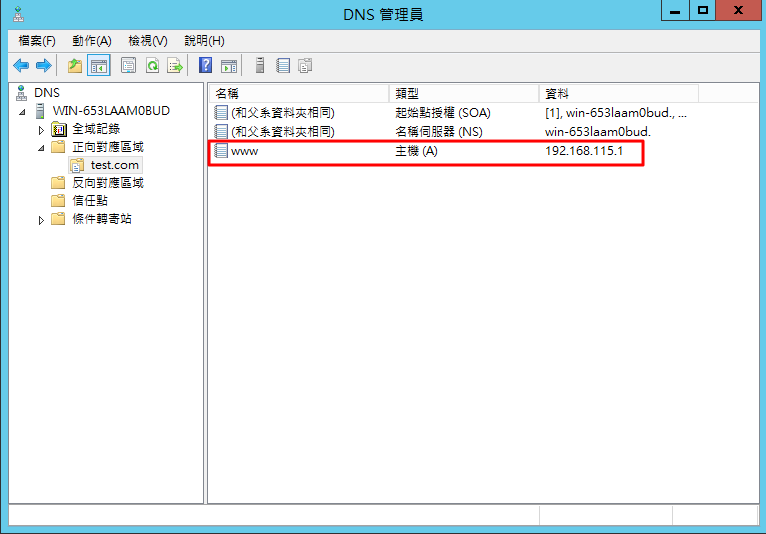 DNS 管理員
檔案(F) 動作(A) 檢視(V) 說明(H)
DNS
WIN-653LAAM0BUD
全域記錄
正向對應區域
test.com
反向對應區域
信任點
條件轉寄站
名稱 類型 資料
(和父系資料夾相同) 起始點授權 (SOA) [1], win-653laam0bud., ...
(和父系資料夾相同) 名稱伺服器 (NS) win-653laam0bud.
www 主機 (A) 192.168.115.1